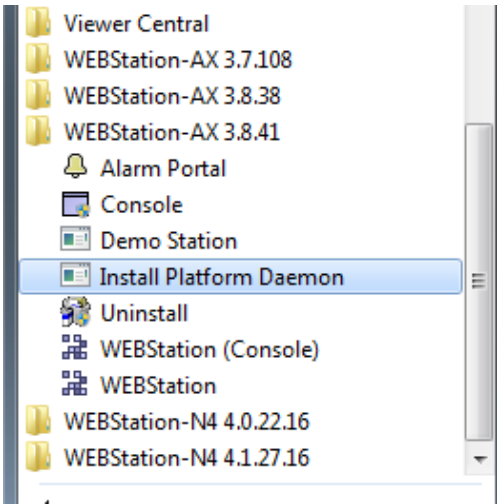 Viewer Central
WEBStation-AX 3.7.108
WEBStation-AX 3.8.38
WEBStation-AX 3.8.41
Alarm Portal
Console
Demo Station
Install Platform Daemon
Uninstall
WEBStation (Console)
WEBStation
WEBStation-N4 4.0.22.16
WEBStation-N4 4.1.27.16